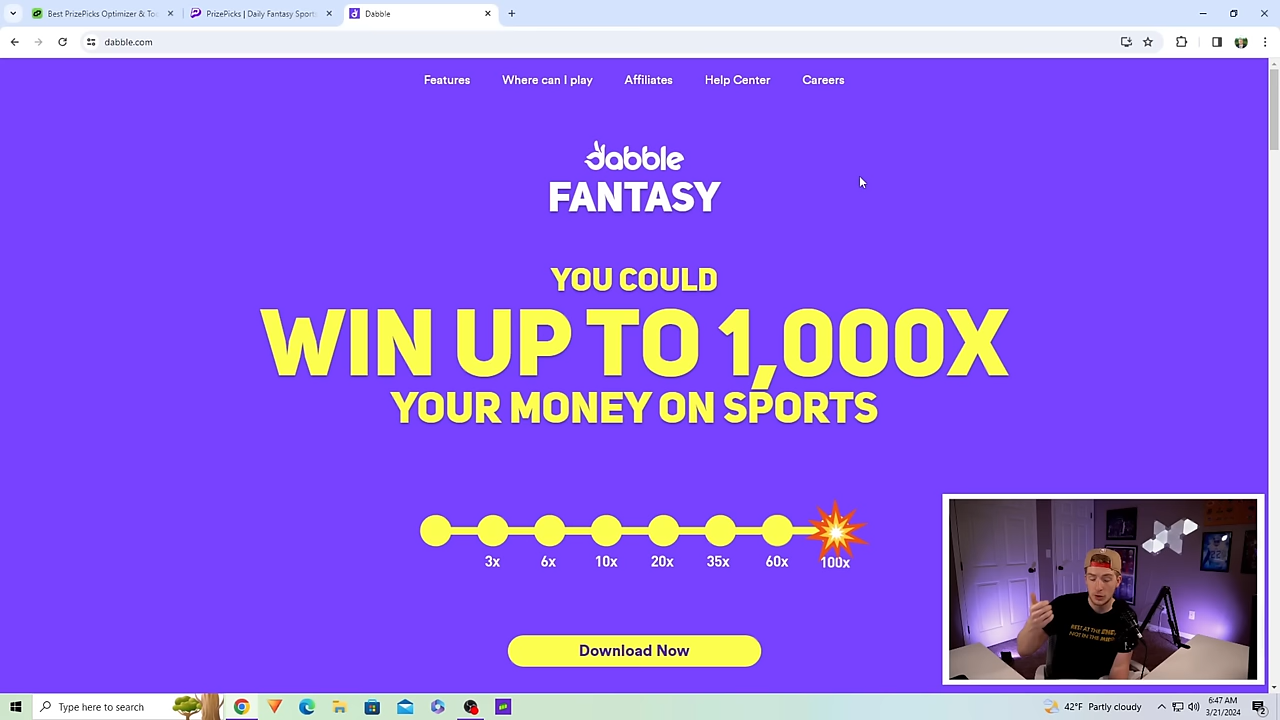 Best PrizePicks Optimizer & Too
PrizePicks | Daily Fantasy Sport
Dabble
dabble.com
Features
Where can I play
Affiliates
Help Center
Careers
dabble
FANTASY
YOU COULD
WIN UP TO 1,000X
YOUR MONEY ON SPORTS
3x
6x
10x
20x
35x
60x
100x
Download Now
Type here to search
42°F Partly cloudy
6:47 AM
3/21/2024
2